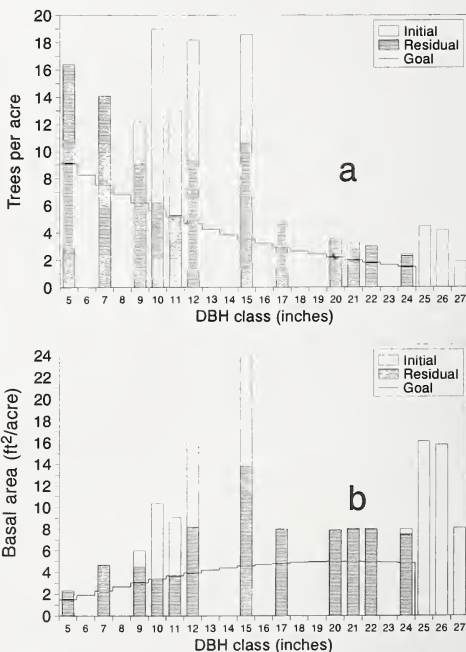 20
18
16
14
12
10
8
6
4
2
0
Trees per acre
Initial
Residual
Goal
a
5 6 7 8 9 10 11 12 13 14 15 16 17 18 19 20 21 22 23 24 25 26 27
DBH class (inches)
24
22
20
18
16
14
12
10
8
6
4
2
0
Basal area (ft²/acre)
Initial
Residual
Goal
b
5 6 7 8 9 10 11 12 13 14 15 16 17 18 19 20 21 22 23 24 25 26 27
DBH class (inches)